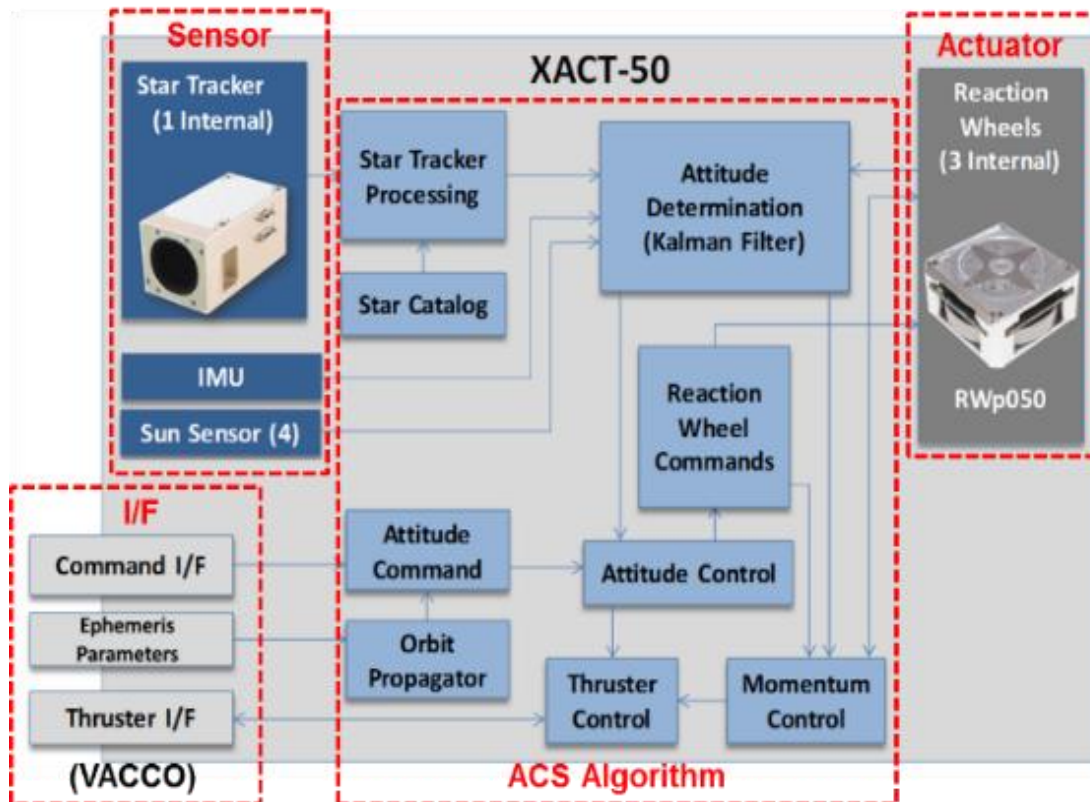 Sensor
Actuator
XACT-50
Star Tracker
(1 Internal)
Reaction
Wheels
(3 Internal)
Star Tracker
Processing
Attitude
Determination
(Kalman Filter)
Star Catalog
IMU
Sun Sensor (4)
Reaction
Wheel
Commands
RWp050
I/F
Command I/F
Attitude
Command
Attitude Control
Ephemeris
Parameters
Orbit
Propagator
Thruster
Control
Momentum
Control
Thruster I/F
(VACCO)
ACS Algorithm